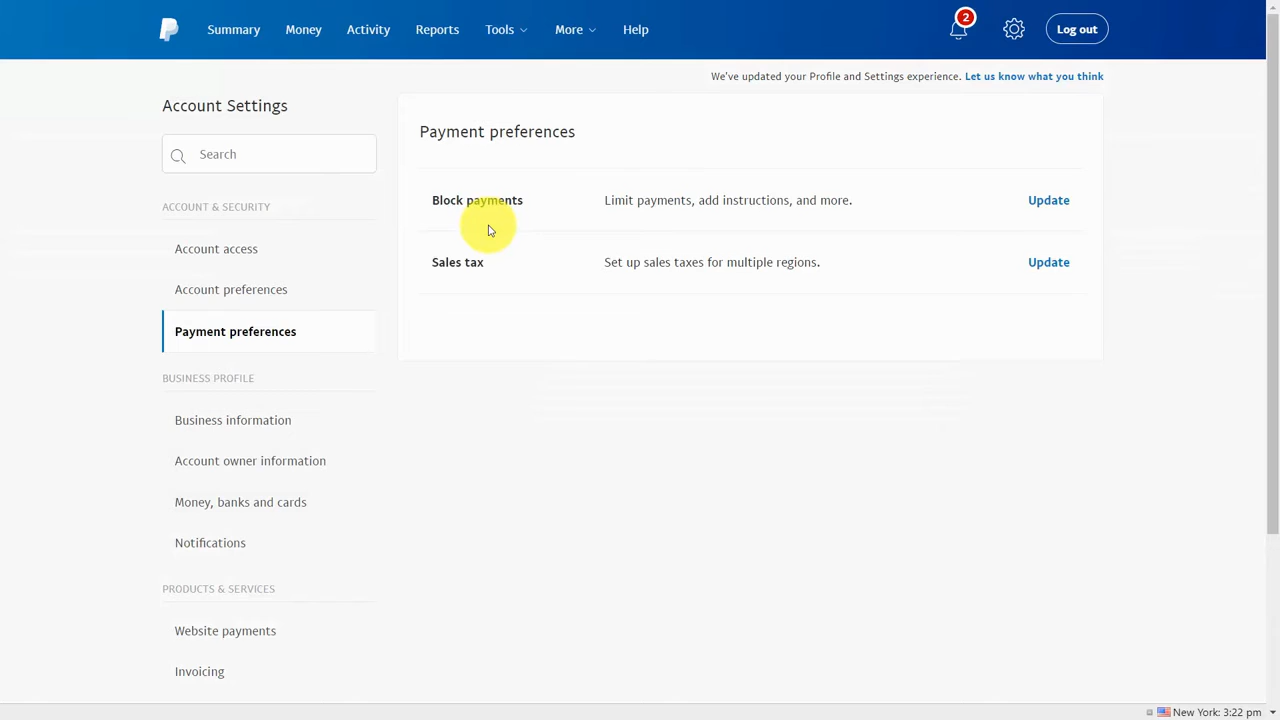 Summary Money Activity Reports Tools More Help 2 Log out
We've updated your Profile and Settings experience. Let us know what you think
Account Settings
Search
ACCOUNT & SECURITY
Account access
Account preferences
Payment preferences
BUSINESS PROFILE
Business information
Account owner information
Money, banks and cards
Notifications
PRODUCTS & SERVICES
Website payments
Invoicing
Payment preferences
Block payments Limit payments, add instructions, and more. Update
Sales tax Set up sales taxes for multiple regions. Update
New York: 3:22 pm